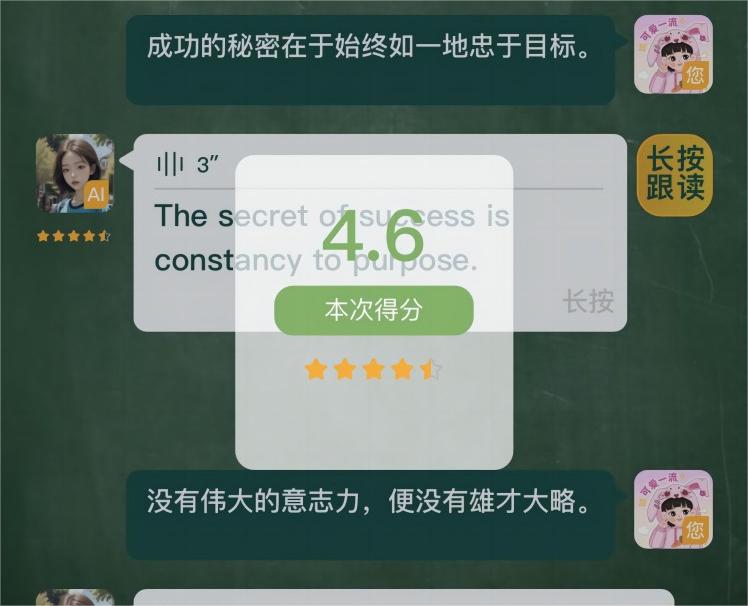 成功的秘密在于始终如一地忠于目标。
可爱一流
您
AI
3″
长按
跟读
The secret of success is
constancy to purpose.
长按
4.6
本次得分
没有伟大的意志力，便没有雄才大略。
可爱一流
您